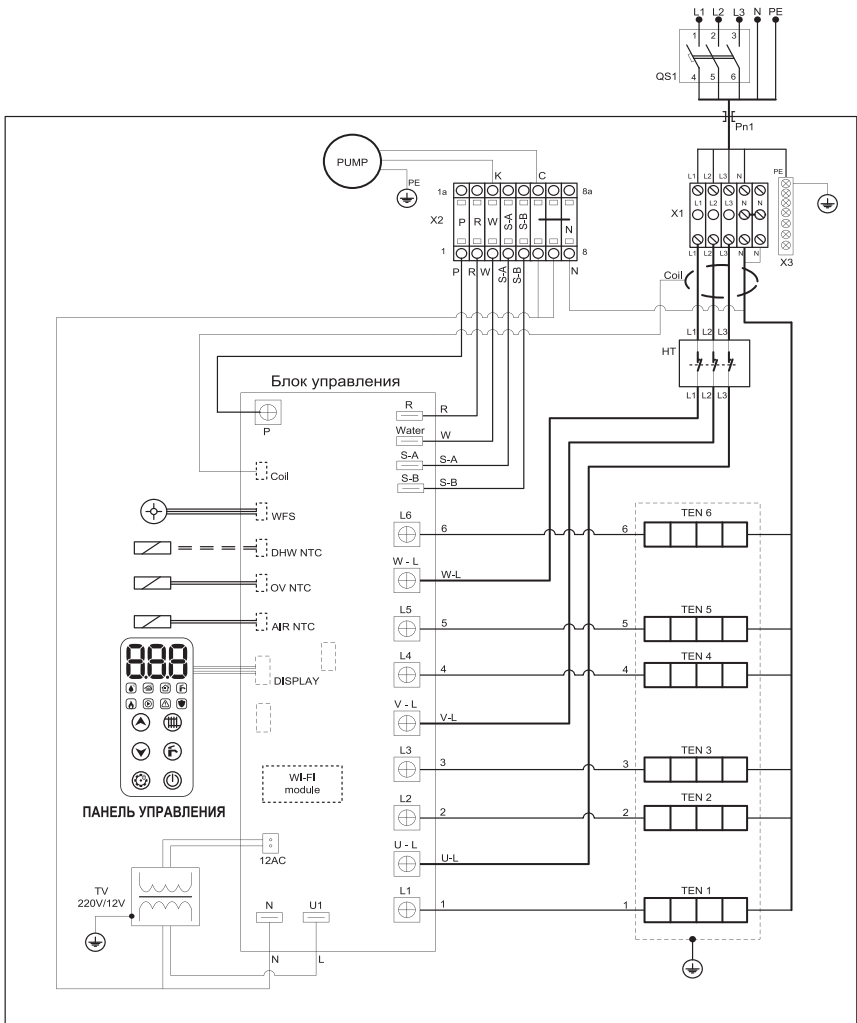 L1 L2 L3 N PE
1 2 3
QS1
4 5 6
Pn1
PUMP
PE
K C
1a 8a
X2
P R W S-A S-B N
1 8
P R W S-A S-B N
L1 L2 L3 N
PE
X1
L1 L2 L3 N N
L1 L2 L3 N N
X3
Coil
L1 L2 L3
HT
L1 L2 L3
Блок управления
P
R R
Water W
S-A S-A
S-B S-B
Coil
WFS
DHW NTC
OV NTC
AIR NTC
DISPLAY
888
WI-FI
module
ПАНЕЛЬ УПРАВЛЕНИЯ
12AC
TV
220V/12V
N U1
N L
L6 6 6 TEN 6
W - L W-L
L5 5 5 TEN 5
L4 4 4 TEN 4
V - L V-L
L3 3 3 TEN 3
L2 2 2 TEN 2
U - L U-L
L1 1 1 TEN 1